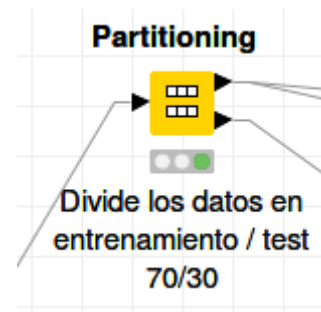 Partitioning
Divide los datos en
entrenamiento / test
70/30